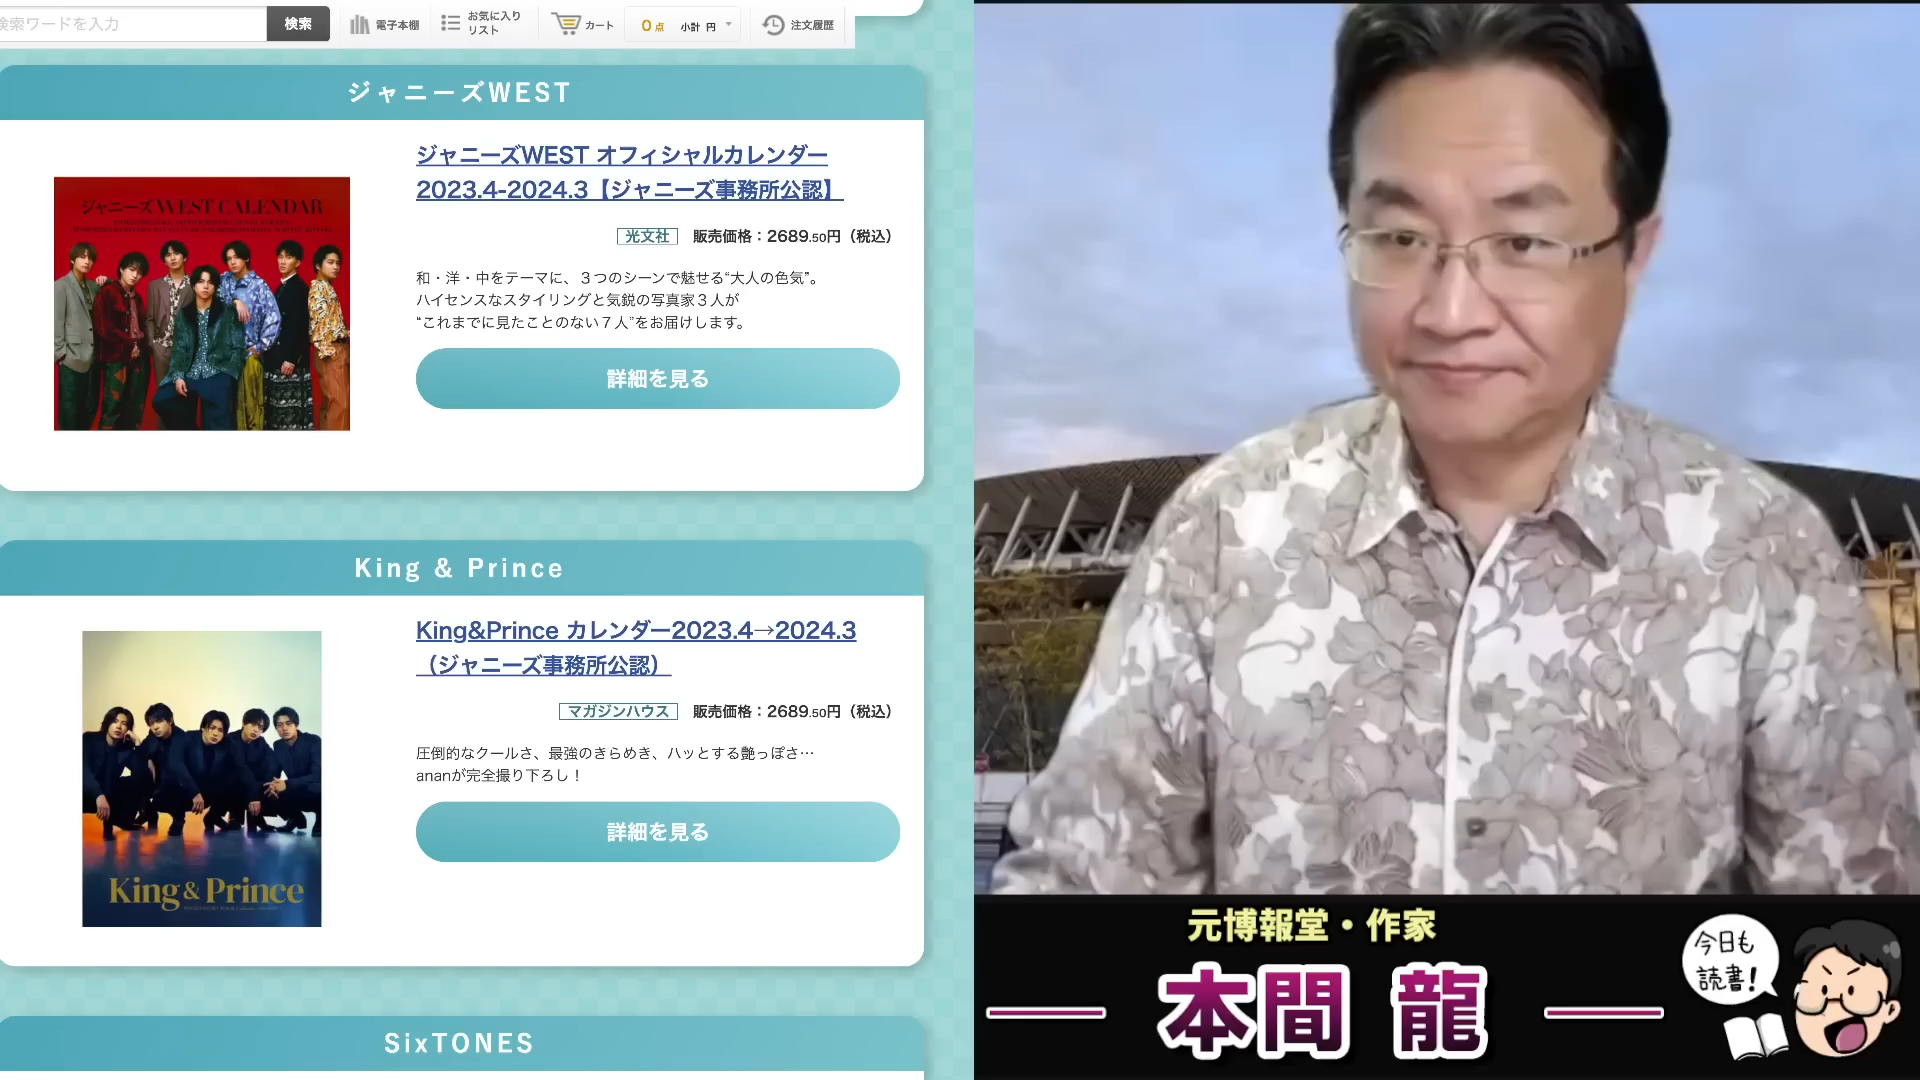 検索ワードを入力
検索
電子本棚
お気に入り
リスト
カート
0点 小計 円
注文履歴
ジャニーズWEST
ジャニーズWEST オフィシャルカレンダー
2023.4-2024.3【ジャニーズ事務所公認】
光文社 販売価格：2689.50円（税込）
和・洋・中をテーマに、３つのシーンで魅せる“大人の色気”。
ハイセンスなスタイリングと気鋭の写真家３人が
“これまでに見たことのない７人”をお届けします。
詳細を見る
ジャニーズ WEST CALENDAR
King & Prince
King&Prince カレンダー2023.4→2024.3
（ジャニーズ事務所公認）
マガジンハウス 販売価格：2689.50円（税込）
圧倒的なクールさ、最強のきらめき、ハッとする艶っぽさ…
ananが完全撮り下ろし！
詳細を見る
King & Prince
SixTONES
元博報堂・作家
本間 龍
今日も
読書!